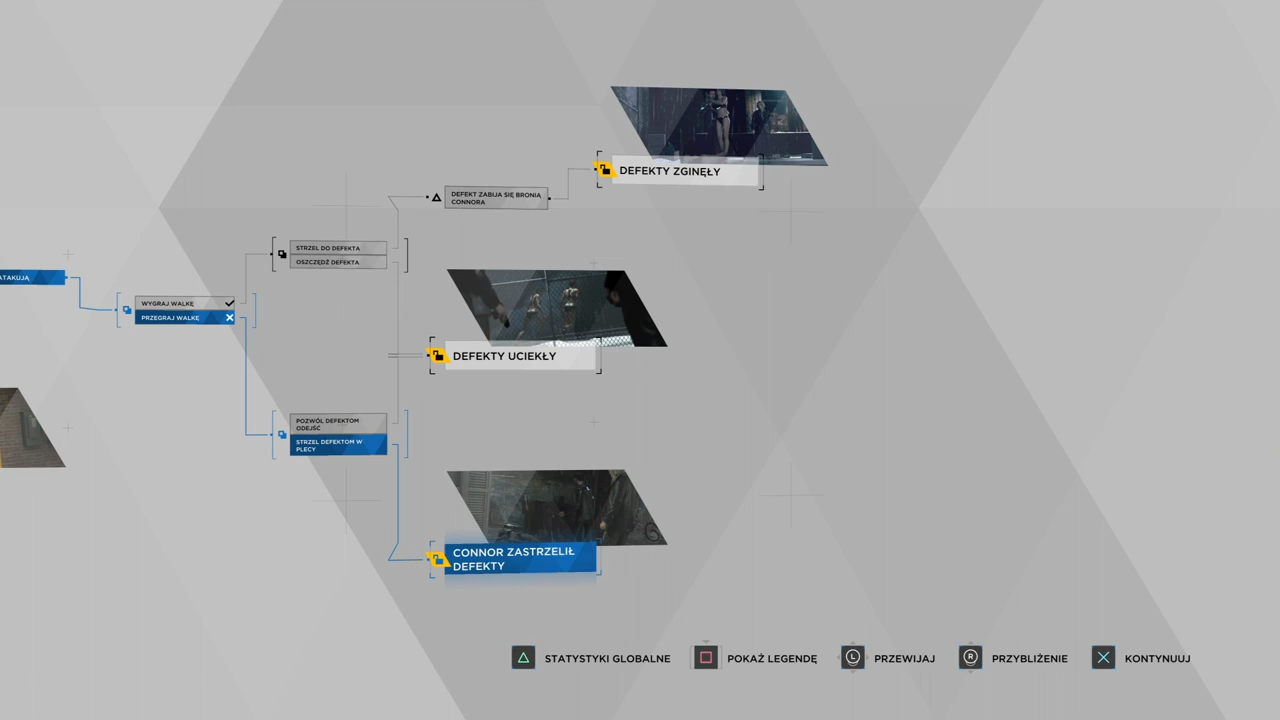 DEFEKTY ZGINĘŁY
DEFEKT ZABIJA SIĘ BRONIĄ
CONNORA
STRZEL DO DEFEKTA
OSZCZĘDŹ DEFEKTA
ATAKUJĄ
WYGRAJ WALKĘ
PRZEGRAJ WALKĘ
DEFEKTY UCIEKŁY
POZWÓL DEFEKTOM
ODEJŚĆ
STRZEL DEFEKTOM W
PLECY
CONNOR ZASTRZELIŁ
DEFEKTY
STATYSTYKI GLOBALNE
POKAŻ LEGENDĘ
L
PRZEWIJAJ
R
PRZYBLIŻENIE
KONTYNUUJ